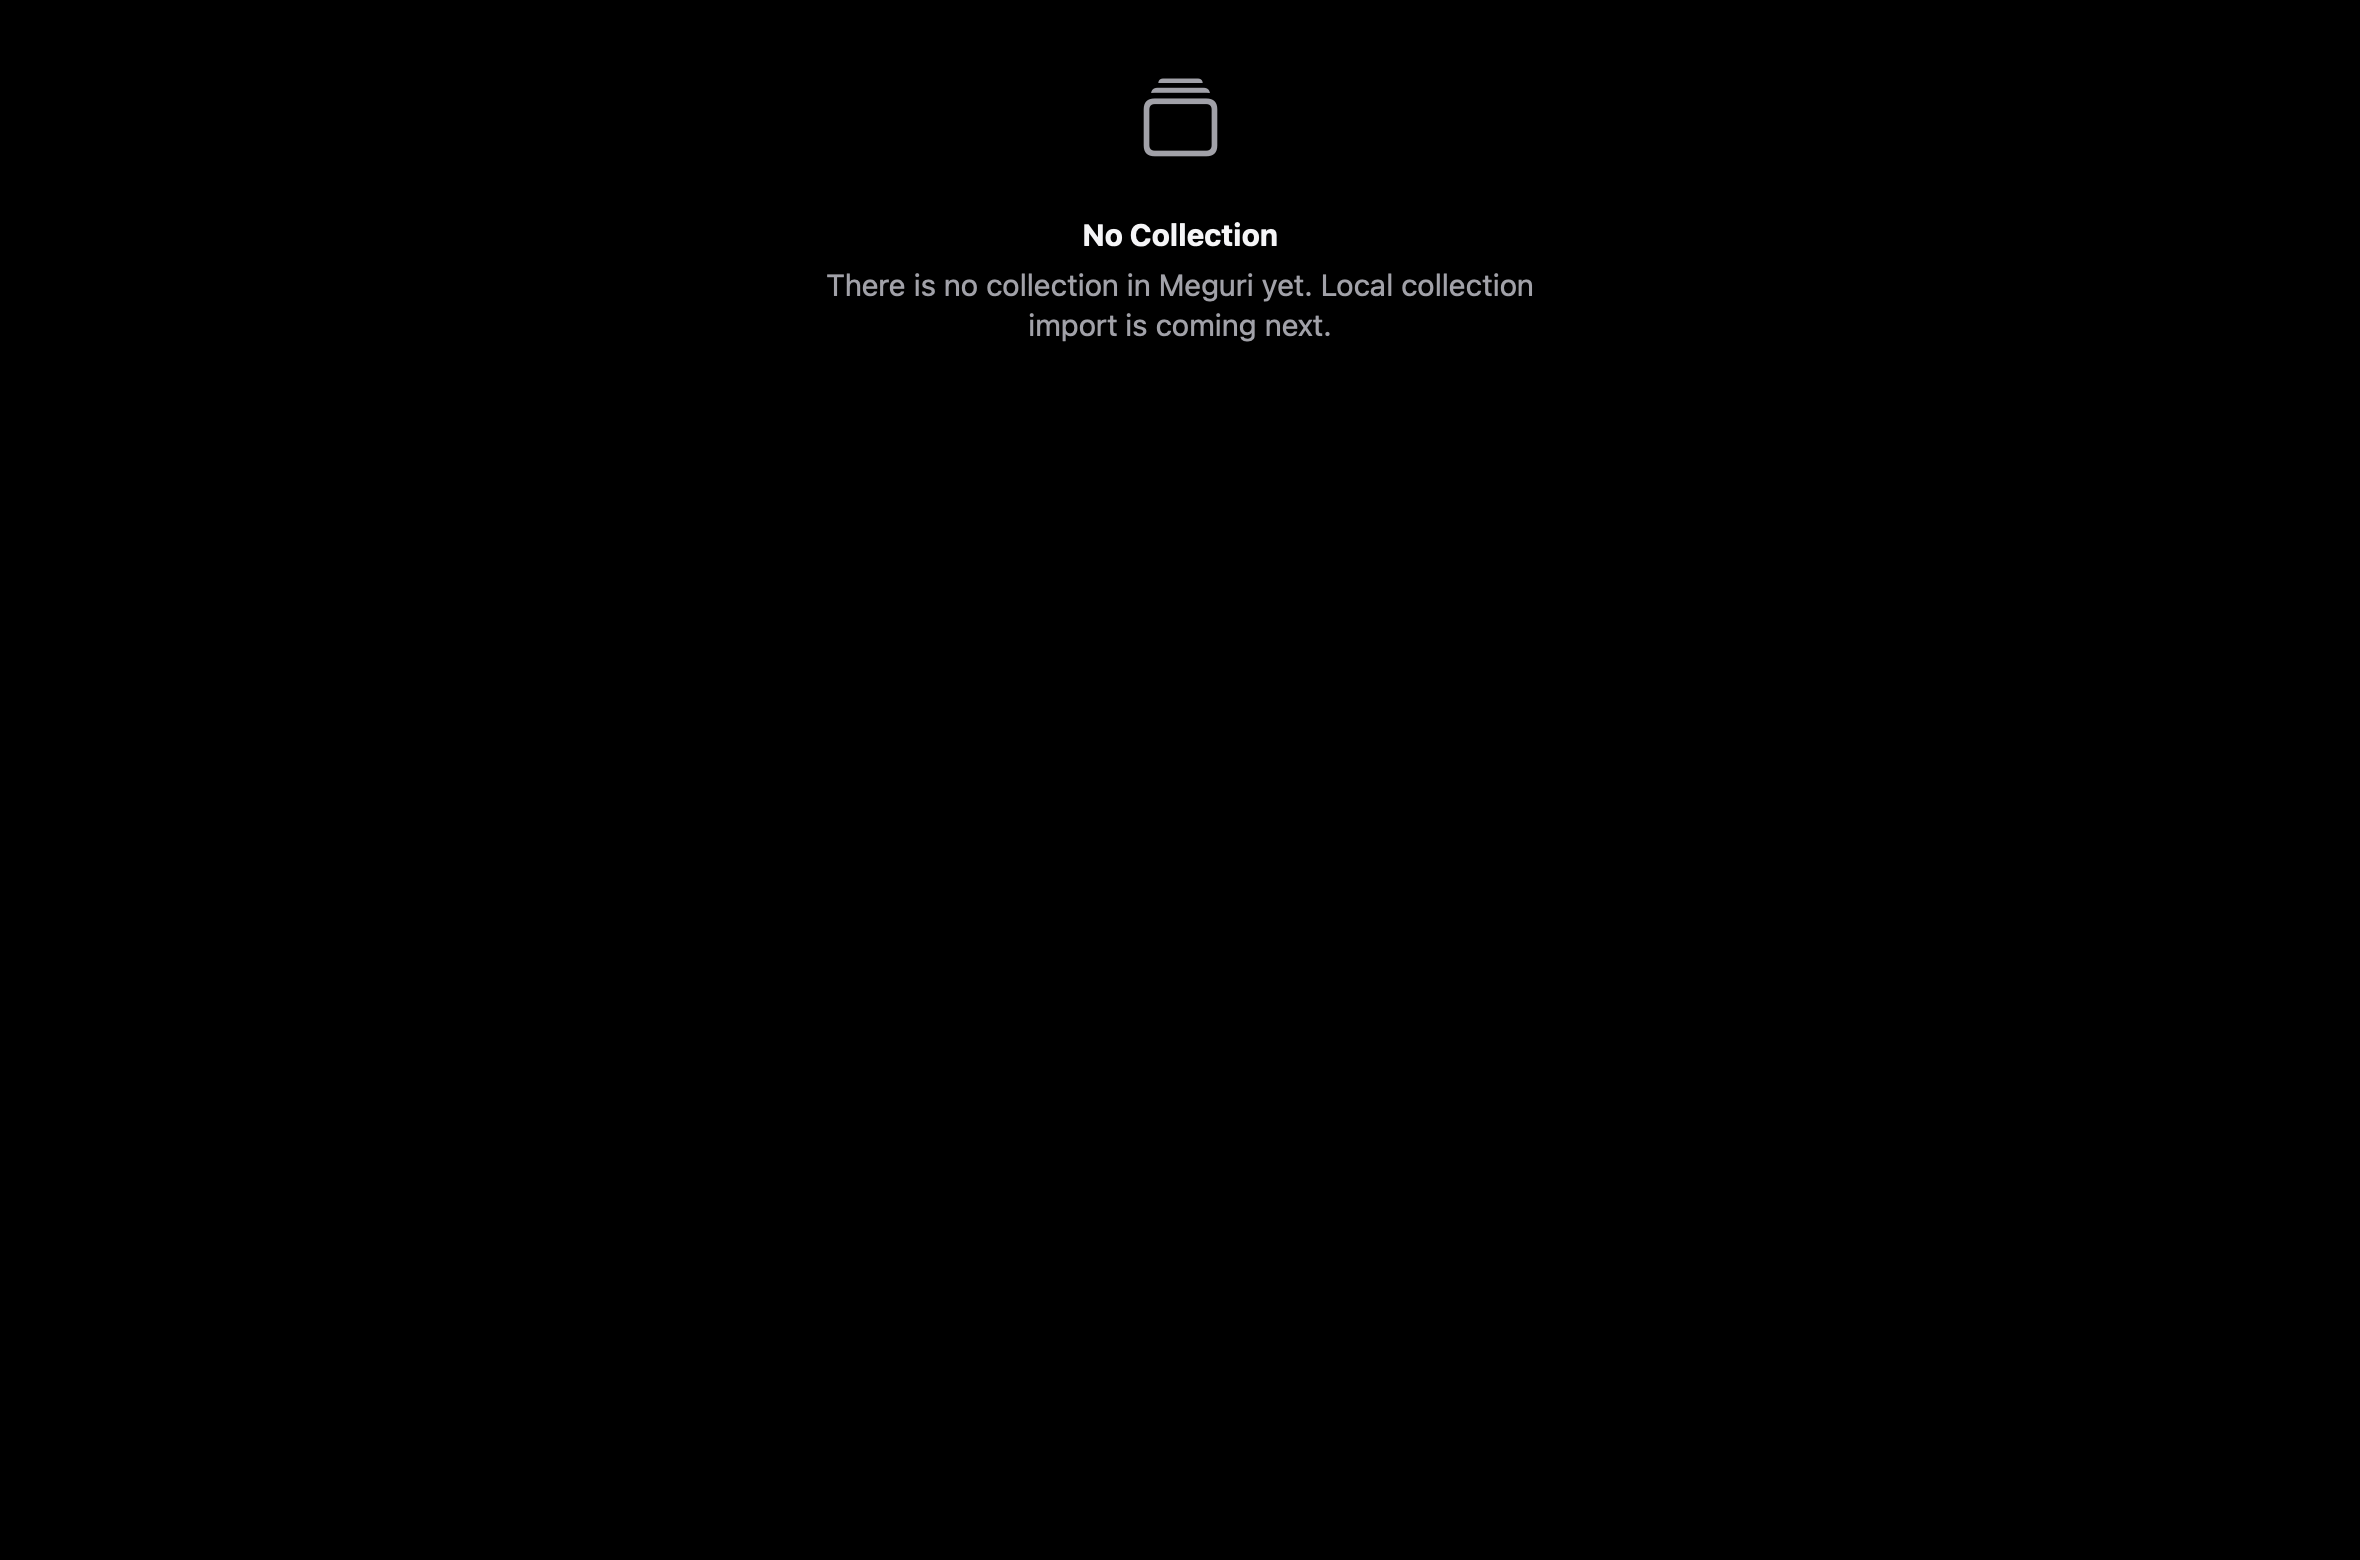 No Collection
There is no collection in Meguri yet. Local collection
import is coming next.